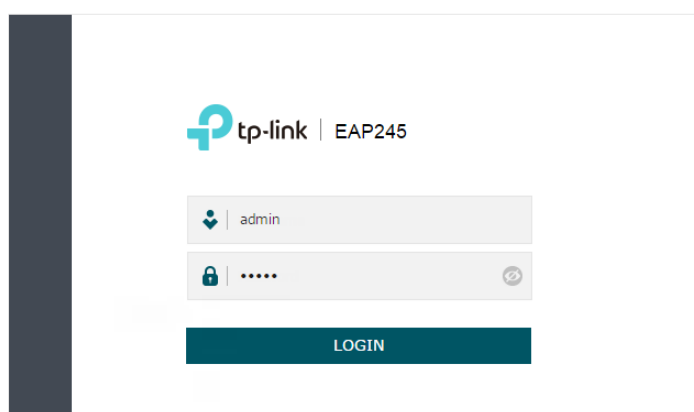 tp-link | EAP245
admin
•••••
LOGIN